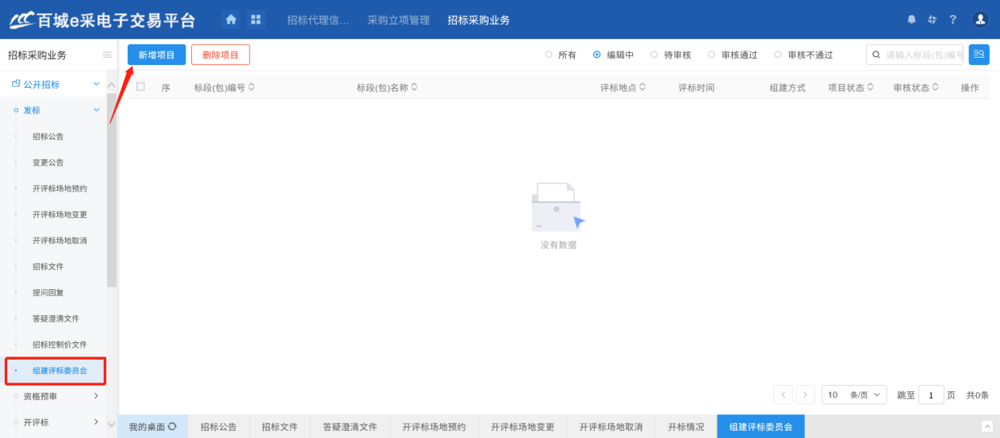 百城e采电子交易平台
招标代理信... 采购立项管理 招标采购业务
招标采购业务
新增项目 删除项目 所有 编辑中 待审核 审核通过 审核不通过 请输入标段(包)编号
公开招标
序 标段(包)编号 标段(包)名称 评标地点 评标时间 组建方式 项目状态 审核状态 操作
发标
招标公告
变更公告
开评标场地预约
开评标场地变更
开评标场地取消
招标文件
提问回复
答疑澄清文件
招标控制价文件
组建评标委员会
资格预审
开评标
没有数据
10 条/页 跳至 1 页 共0条
我的桌面 招标公告 招标文件 答疑澄清文件 开评标场地预约 开评标场地变更 开评标场地取消 开标情况 组建评标委员会